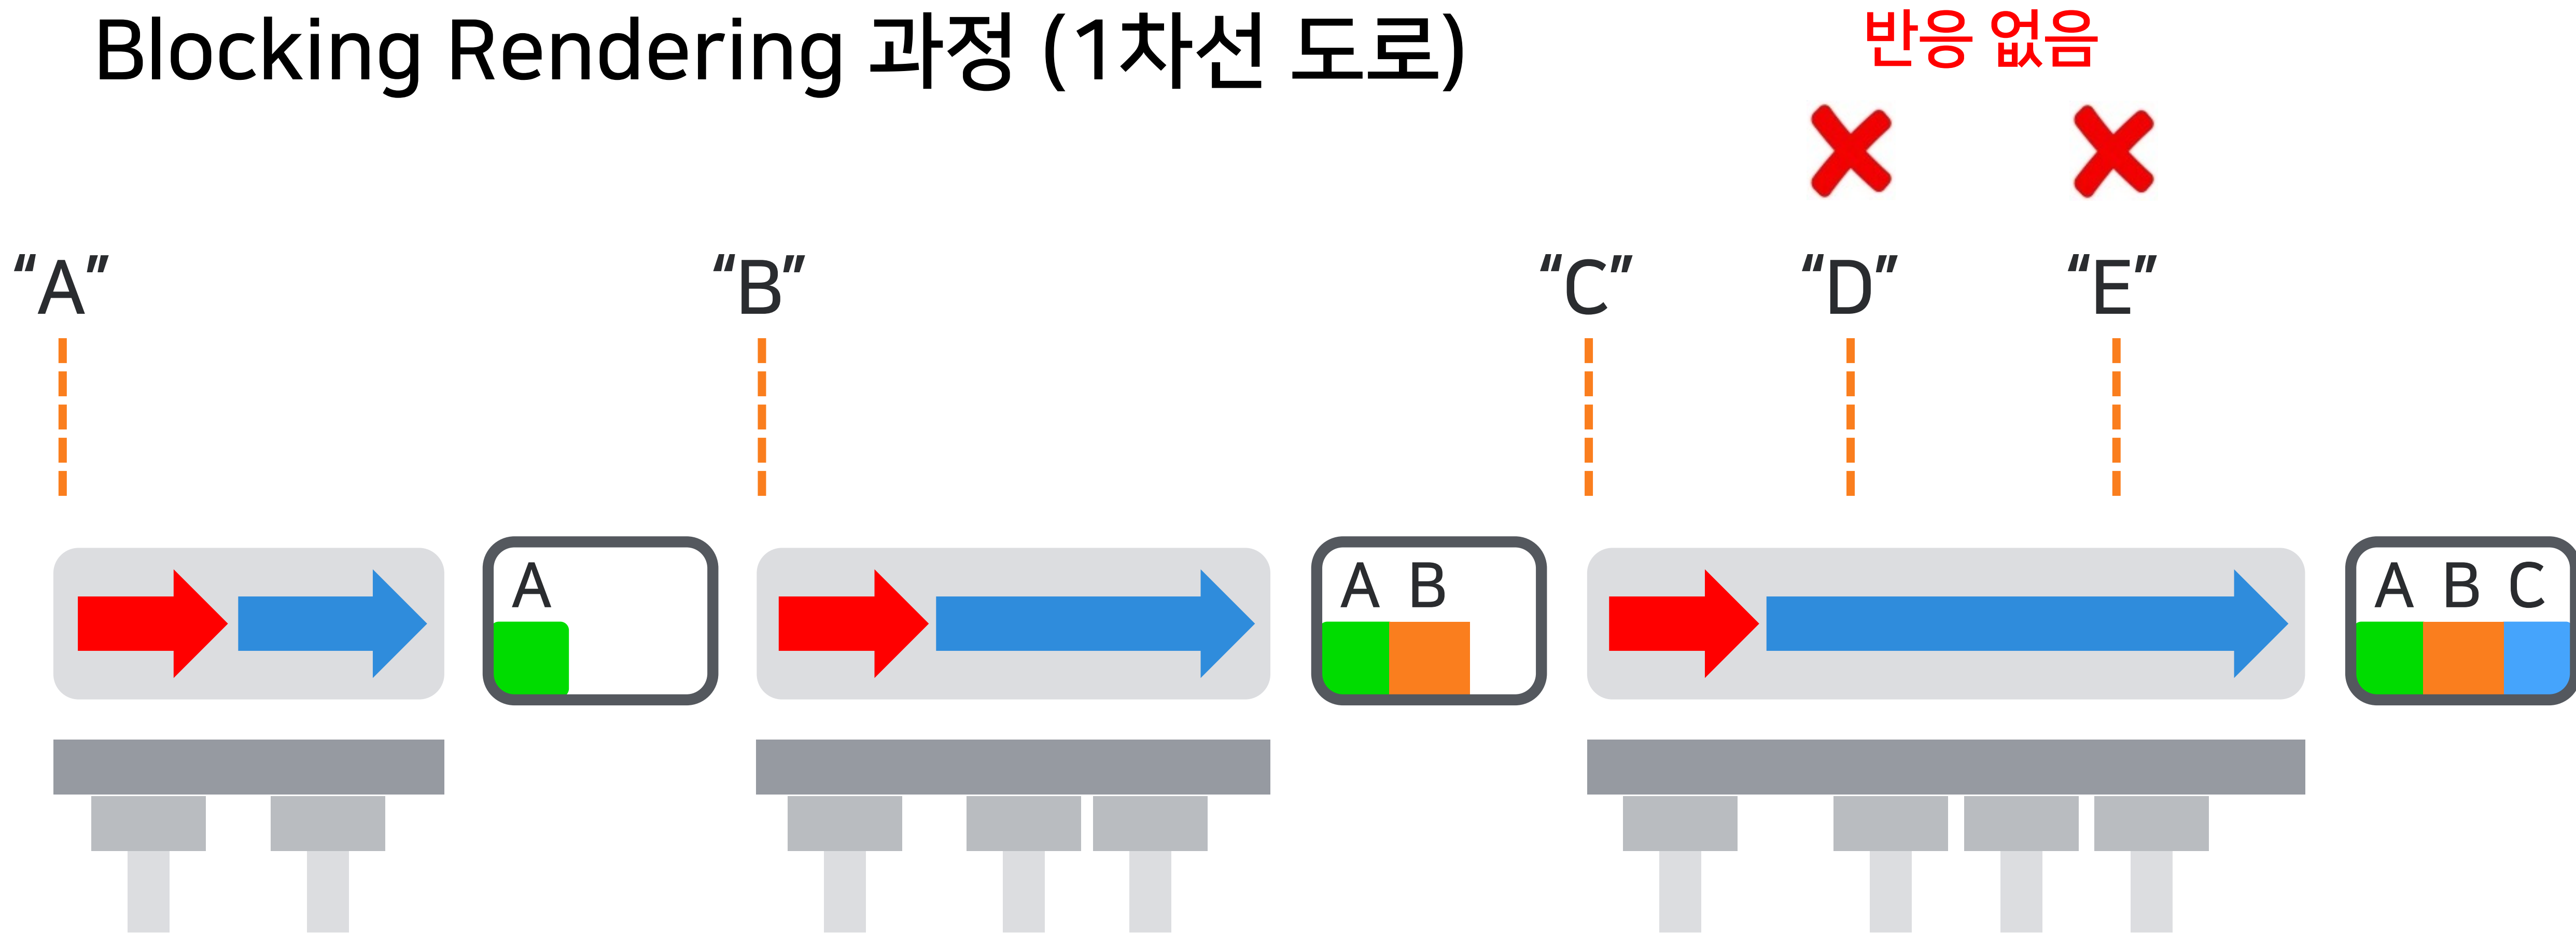 Blocking Rendering 과정 (1차선 도로)
반응 없음
“A” “B” “C” “D” “E”
A
A B
A B C